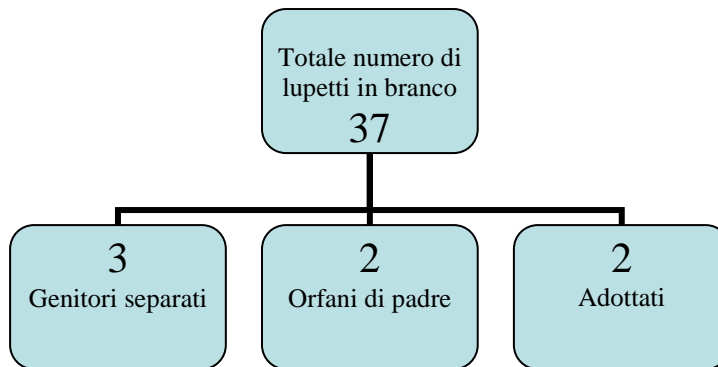 Totale numero di
lupetti in branco
37
3
Genitori separati
2
Orfani di padre
2
Adottati